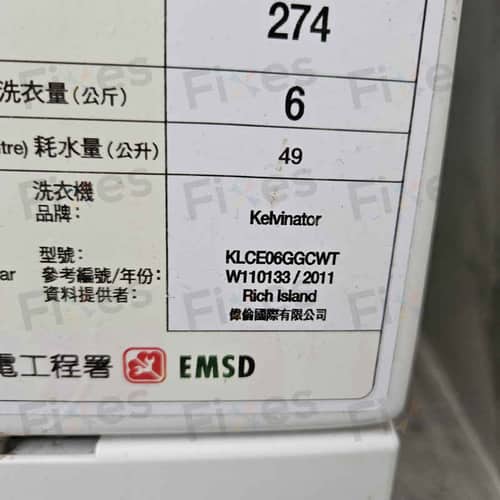 274
洗衣量(公斤) 6
tre) 耗水量(公升) 49
洗衣機
品牌: Kelvinator
型號: KLCE06GGCWT
ar 參考編號/年份: W110133 / 2011
資料提供者: Rich Island
偉倫國際有限公司
電工程署 EMSD
Fixes